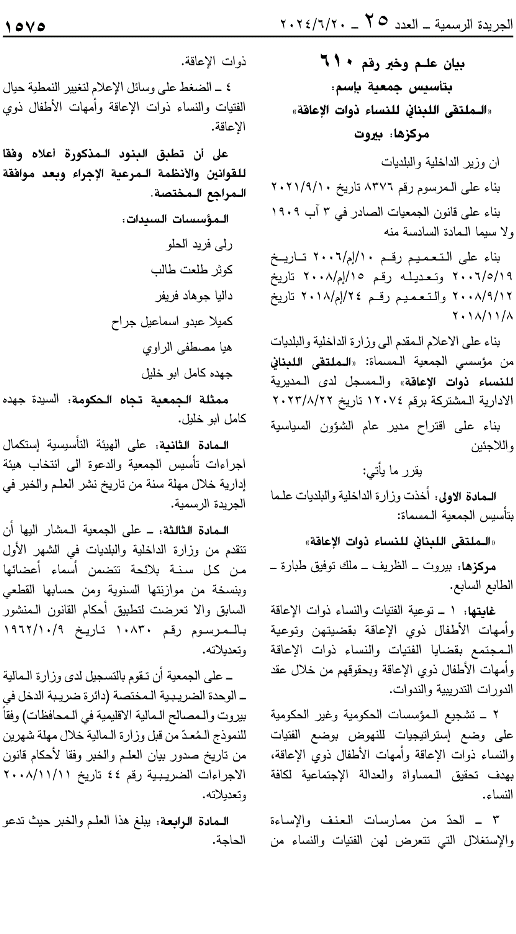 الجريدة الرسمية ــ العدد ٢٥ ــ ٢٠٢٤/٦/٢٠
١٥٧٥
بيان علم وخبر رقم ٦١٠
بتأسيس جمعية بإسم:
«الملتقى اللبناني للنساء ذوات الإعاقة»
مركزها: بيروت
ان وزير الداخلية والبلديات
بناء على المرسوم رقم ٨٣٧٦ تاريخ ٢٠٢١/٩/١٠
بناء على قانون الجمعيات الصادر في ٣ آب ١٩٠٩
ولا سيما المادة السادسة منه
بناء على التعميم رقم ١٠/إم/٢٠٠٦ تاريخ
٢٠٠٦/٥/١٩ وتعديله رقم ١٥/إم/٢٠٠٨ تاريخ
٢٠٠٨/٩/١٢ والتعميم رقم ٢٤/إم/٢٠١٨ تاريخ
٢٠١٨/١١/٨
بناء على الاعلام المقدم الى وزارة الداخلية والبلديات
من مؤسسي الجمعية المسماة: «الملتقى اللبناني
للنساء ذوات الإعاقة» والمسجل لدى المديرية
الادارية المشتركة برقم ١٢٠٧٤ تاريخ ٢٠٢٣/٨/٢٢
بناء على اقتراح مدير عام الشؤون السياسية
واللاجئين
يقرر ما يأتي:
المادة الاولى: أخذت وزارة الداخلية والبلديات علما
بتأسيس الجمعية المسماة:
«الملتقى اللبناني للنساء ذوات الإعاقة»
مركزها: بيروت ــ الظريف ــ ملك توفيق طبارة ــ
الطابع السابع.
غايتها: ١ ــ توعية الفتيات والنساء ذوات الإعاقة
وأمهات الأطفال ذوي الإعاقة بقضيتهن وتوعية
المجتمع بقضايا الفتيات والنساء ذوات الإعاقة
وأمهات الأطفال ذوي الإعاقة وبحقوقهم من خلال عقد
الدورات التدريبية والندوات.
٢ ــ تشجيع المؤسسات الحكومية وغير الحكومية
على وضع إستراتيجيات للنهوض بوضع الفتيات
والنساء ذوات الإعاقة وأمهات الأطفال ذوي الإعاقة،
بهدف تحقيق المساواة والعدالة الإجتماعية لكافة
النساء.
٣ ــ الحدّ من ممارسات العنف والإساءة
والإستغلال التي تتعرض لهن الفتيات والنساء من
ذوات الإعاقة.
٤ ــ الضغط على وسائل الإعلام لتغيير النمطية حيال
الفتيات والنساء ذوات الإعاقة وأمهات الأطفال ذوي
الإعاقة.
على أن تطبق البنود المذكورة أعلاه وفقا
للقوانين والأنظمة المرعية الإجراء وبعد موافقة
المراجع المختصة.
المؤسسات السيدات:
رلى فريد الحلو
كوثر طلعت طالب
داليا جوهاد فريفر
كميلا عبدو اسماعيل جراح
هيا مصطفى الراوي
جهده كامل ابو خليل
ممثلة الجمعية تجاه الحكومة: السيدة جهده
كامل ابو خليل.
المادة الثانية: على الهيئة التأسيسية إستكمال
اجراءات تأسيس الجمعية والدعوة الى انتخاب هيئة
إدارية خلال مهلة سنة من تاريخ نشر العلم والخبر في
الجريدة الرسمية.
المادة الثالثة: ــ على الجمعية المشار اليها أن
تتقدم من وزارة الداخلية والبلديات في الشهر الأول
من كل سنة بلائحة تتضمن أسماء أعضائها
وبنسخة من موازنتها السنوية ومن حسابها القطعي
السابق والا تعرضت لتطبيق أحكام القانون المنشور
بالمرسوم رقم ١٠٨٣٠ تاريخ ١٩٦٢/١٠/٩
وتعديلاته.
ــ على الجمعية أن تقوم بالتسجيل لدى وزارة المالية
ــ الوحدة الضريبية المختصة (دائرة ضريبة الدخل في
بيروت والمصالح المالية الاقليمية في المحافظات) وفقاً
للنموذج المُعدّ من قبل وزارة المالية خلال مهلة شهرين
من تاريخ صدور بيان العلم والخبر وفقا لأحكام قانون
الاجراءات الضريبية رقم ٤٤ تاريخ ٢٠٠٨/١١/١١
وتعديلاته.
المادة الرابعة: يبلغ هذا العلم والخبر حيث تدعو
الحاجة.